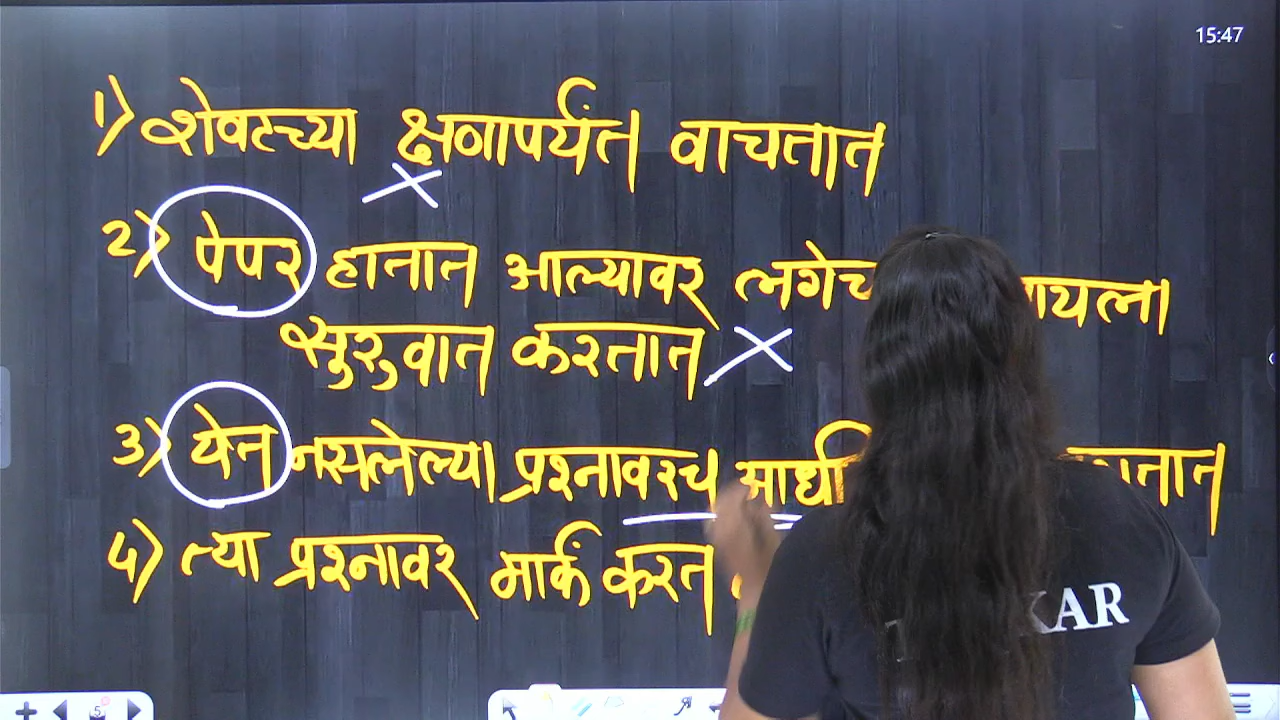 15:47
1) शेवटच्या क्षणापर्यंत वाचतात
2) पेपर हातात आल्यावर लगेच
सुरुवात करतात
3) येत नसलेल्या प्रश्नावरच
4) त्या प्रश्नावर मार्क करत
KAR
5